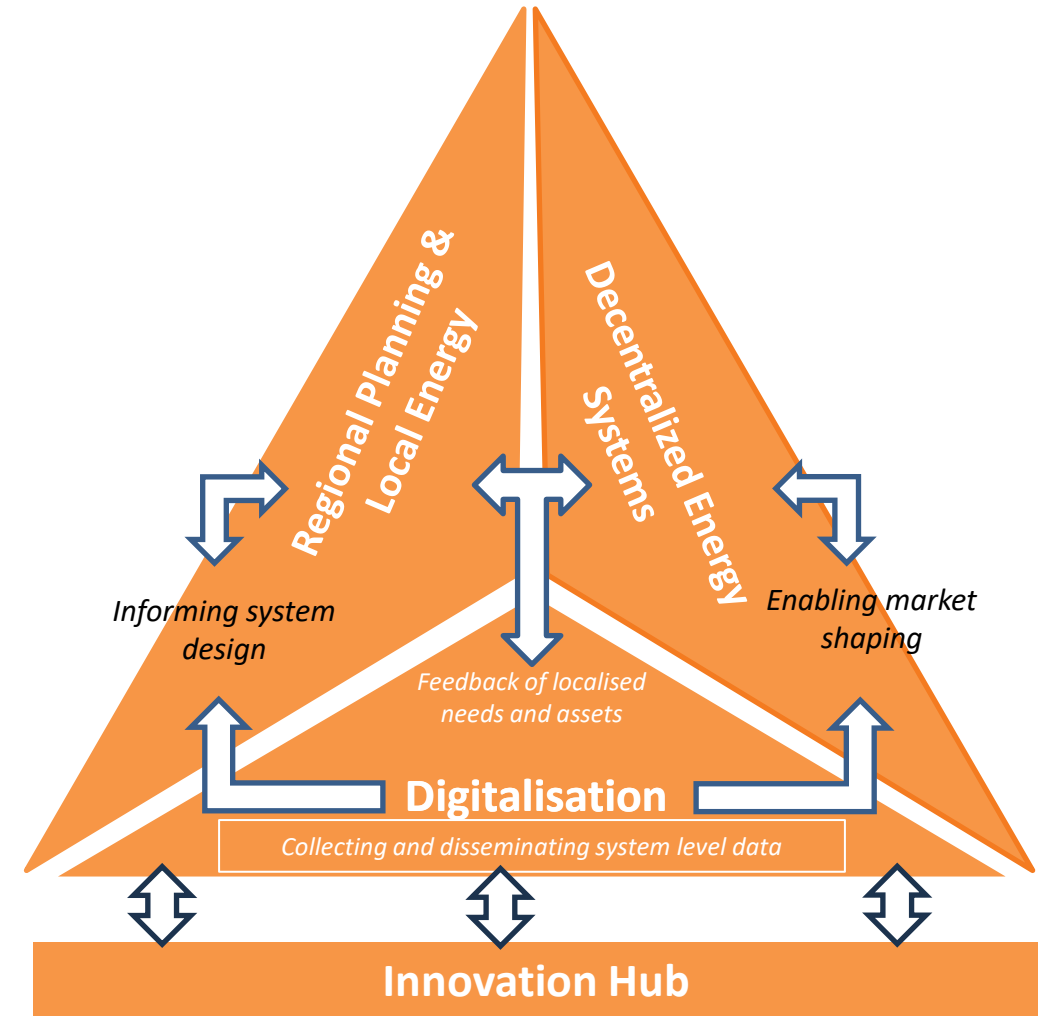 Regional Planning &
Local Energy
Decentralized Energy
Systems
Informing system
design
Enabling market
shaping
Feedback of localised
needs and assets
Digitalisation
Collecting and disseminating system level data
Innovation Hub